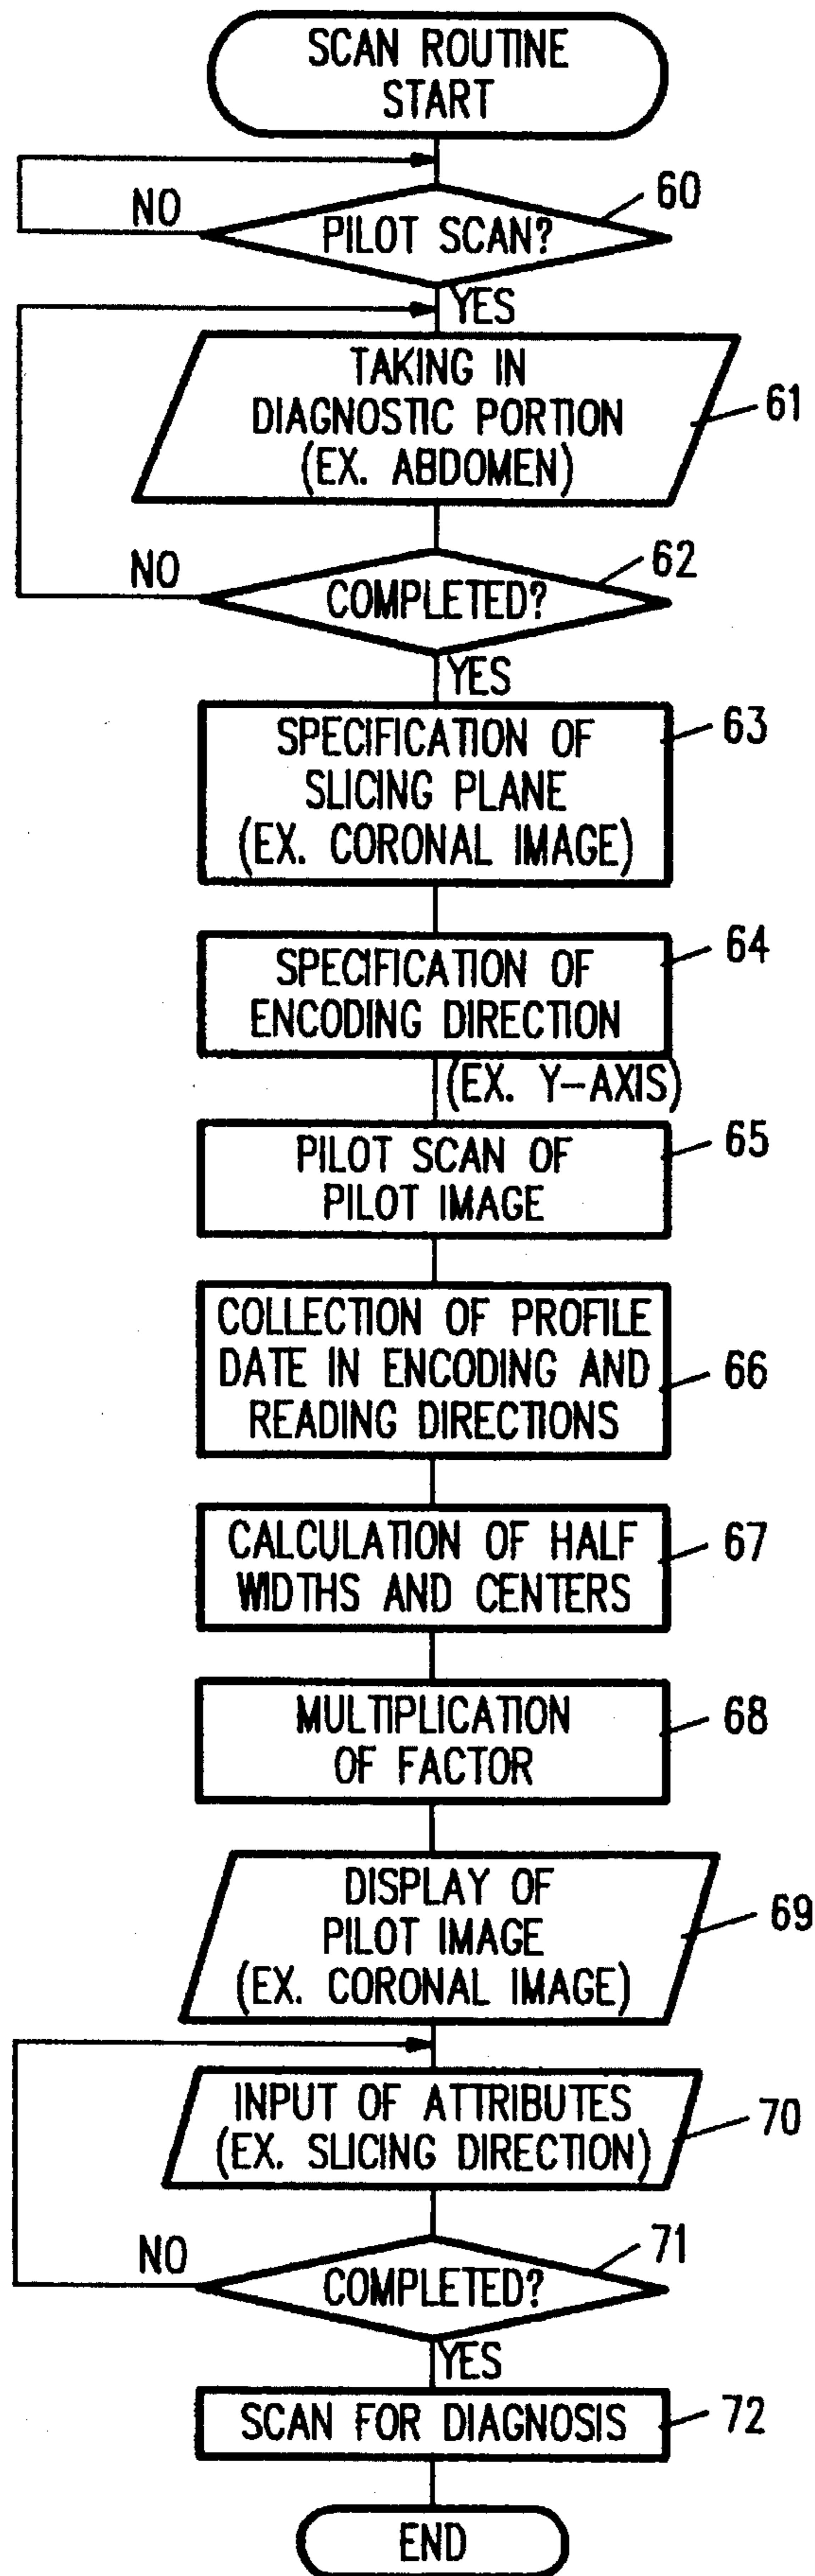 SCAN ROUTINE
START
NO
60
PILOT SCAN?
YES
TAKING IN
DIAGNOSTIC PORTION
(EX. ABDOMEN)
61
NO
62
COMPLETED?
YES
SPECIFICATION OF
SLICING PLANE
(EX. CORONAL IMAGE)
63
SPECIFICATION OF
ENCODING DIRECTION
64
(EX. Y-AXIS)
PILOT SCAN OF
PILOT IMAGE
65
COLLECTION OF PROFILE
DATE IN ENCODING AND
READING DIRECTIONS
66
CALCULATION OF HALF
WIDTHS AND CENTERS
67
MULTIPLICATION
OF FACTOR
68
DISPLAY OF
PILOT IMAGE
(EX. CORONAL IMAGE)
69
INPUT OF ATTRIBUTES
(EX. SLICING DIRECTION)
70
NO
71
COMPLETED?
YES
SCAN FOR DIAGNOSIS
72
END